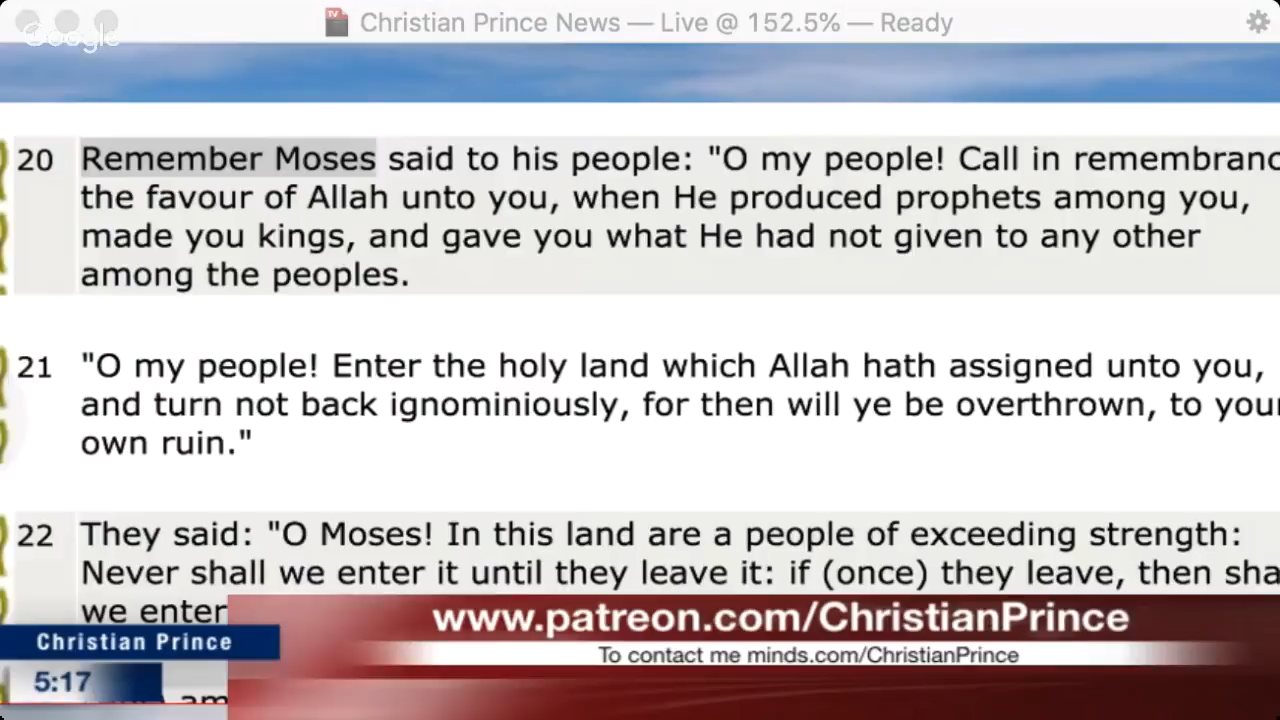 Christian Prince News — Live @ 152.5% — Ready
Google
20 Remember Moses said to his people: "O my people! Call in remembranc
the favour of Allah unto you, when He produced prophets among you,
made you kings, and gave you what He had not given to any other
among the peoples.
21 "O my people! Enter the holy land which Allah hath assigned unto you,
and turn not back ignominiously, for then will ye be overthrown, to your
own ruin."
22 They said: "O Moses! In this land are a people of exceeding strength:
Never shall we enter it until they leave it: if (once) they leave, then sha
we enter
www.patreon.com/ChristianPrince
Christian Prince
To contact me minds.com/ChristianPrince
5:17
am